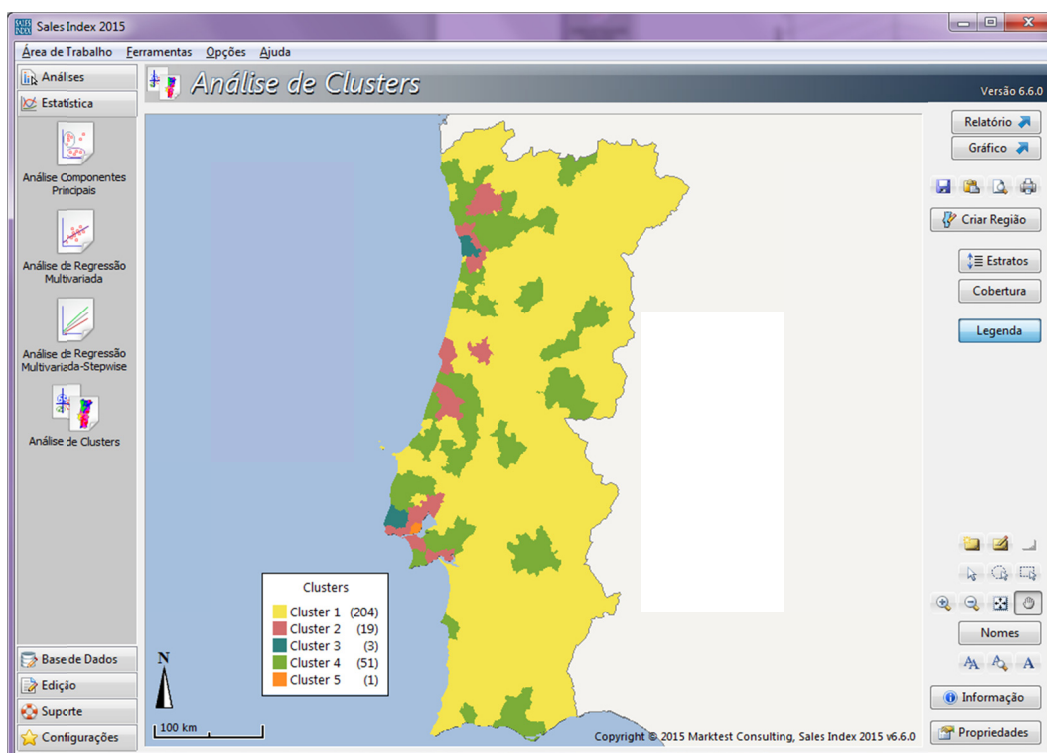 Sales Index 2015
Área de Trabalho Ferramentas Opções Ajuda
Análises
Estatística
Análise Componentes
Principais
Análise de Regressão
Multivariada
Análise de Regressão
Multivariada-Stepwise
Análise de Clusters
Base de Dados
Edição
Suporte
Configurações
Análise de Clusters
Versão 6.6.0
Relatório
Gráfico
Criar Região
Estratos
Cobertura
Legenda
Nomes
Informação
Propriedades
Clusters
Cluster 1 (204)
Cluster 2 (19)
Cluster 3 (3)
Cluster 4 (51)
Cluster 5 (1)
N
100 km
Copyright © 2015 Marktest Consulting, Sales Index 2015 v6.6.0